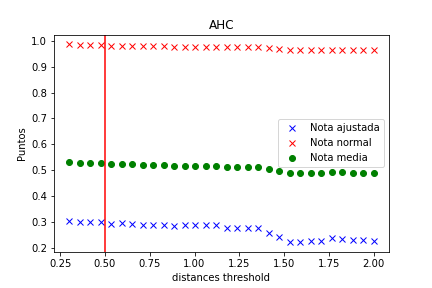 AHC
1.0
0.9
0.8
0.7
0.6
0.5
0.4
0.3
0.2
Puntos
Nota ajustada
Nota normal
Nota media
0.25 0.50 0.75 1.00 1.25 1.50 1.75 2.00
distances threshold